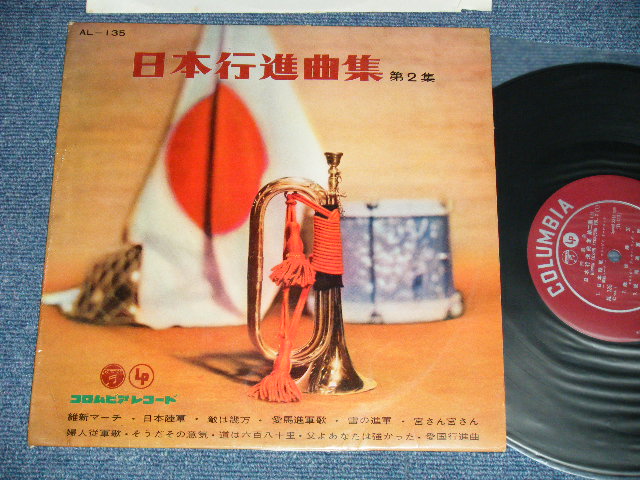 AL-135
日本行進曲集 第2集
LP
コロムビアレコード
維新マーチ・日本陸軍・敵は幾万・愛馬進軍歌・雪の進軍・宮さん宮さん
婦人従軍歌・そうだその意気・道は六百八十里・父よあなたは強かった・愛国行進曲
COLUMBIA
LP